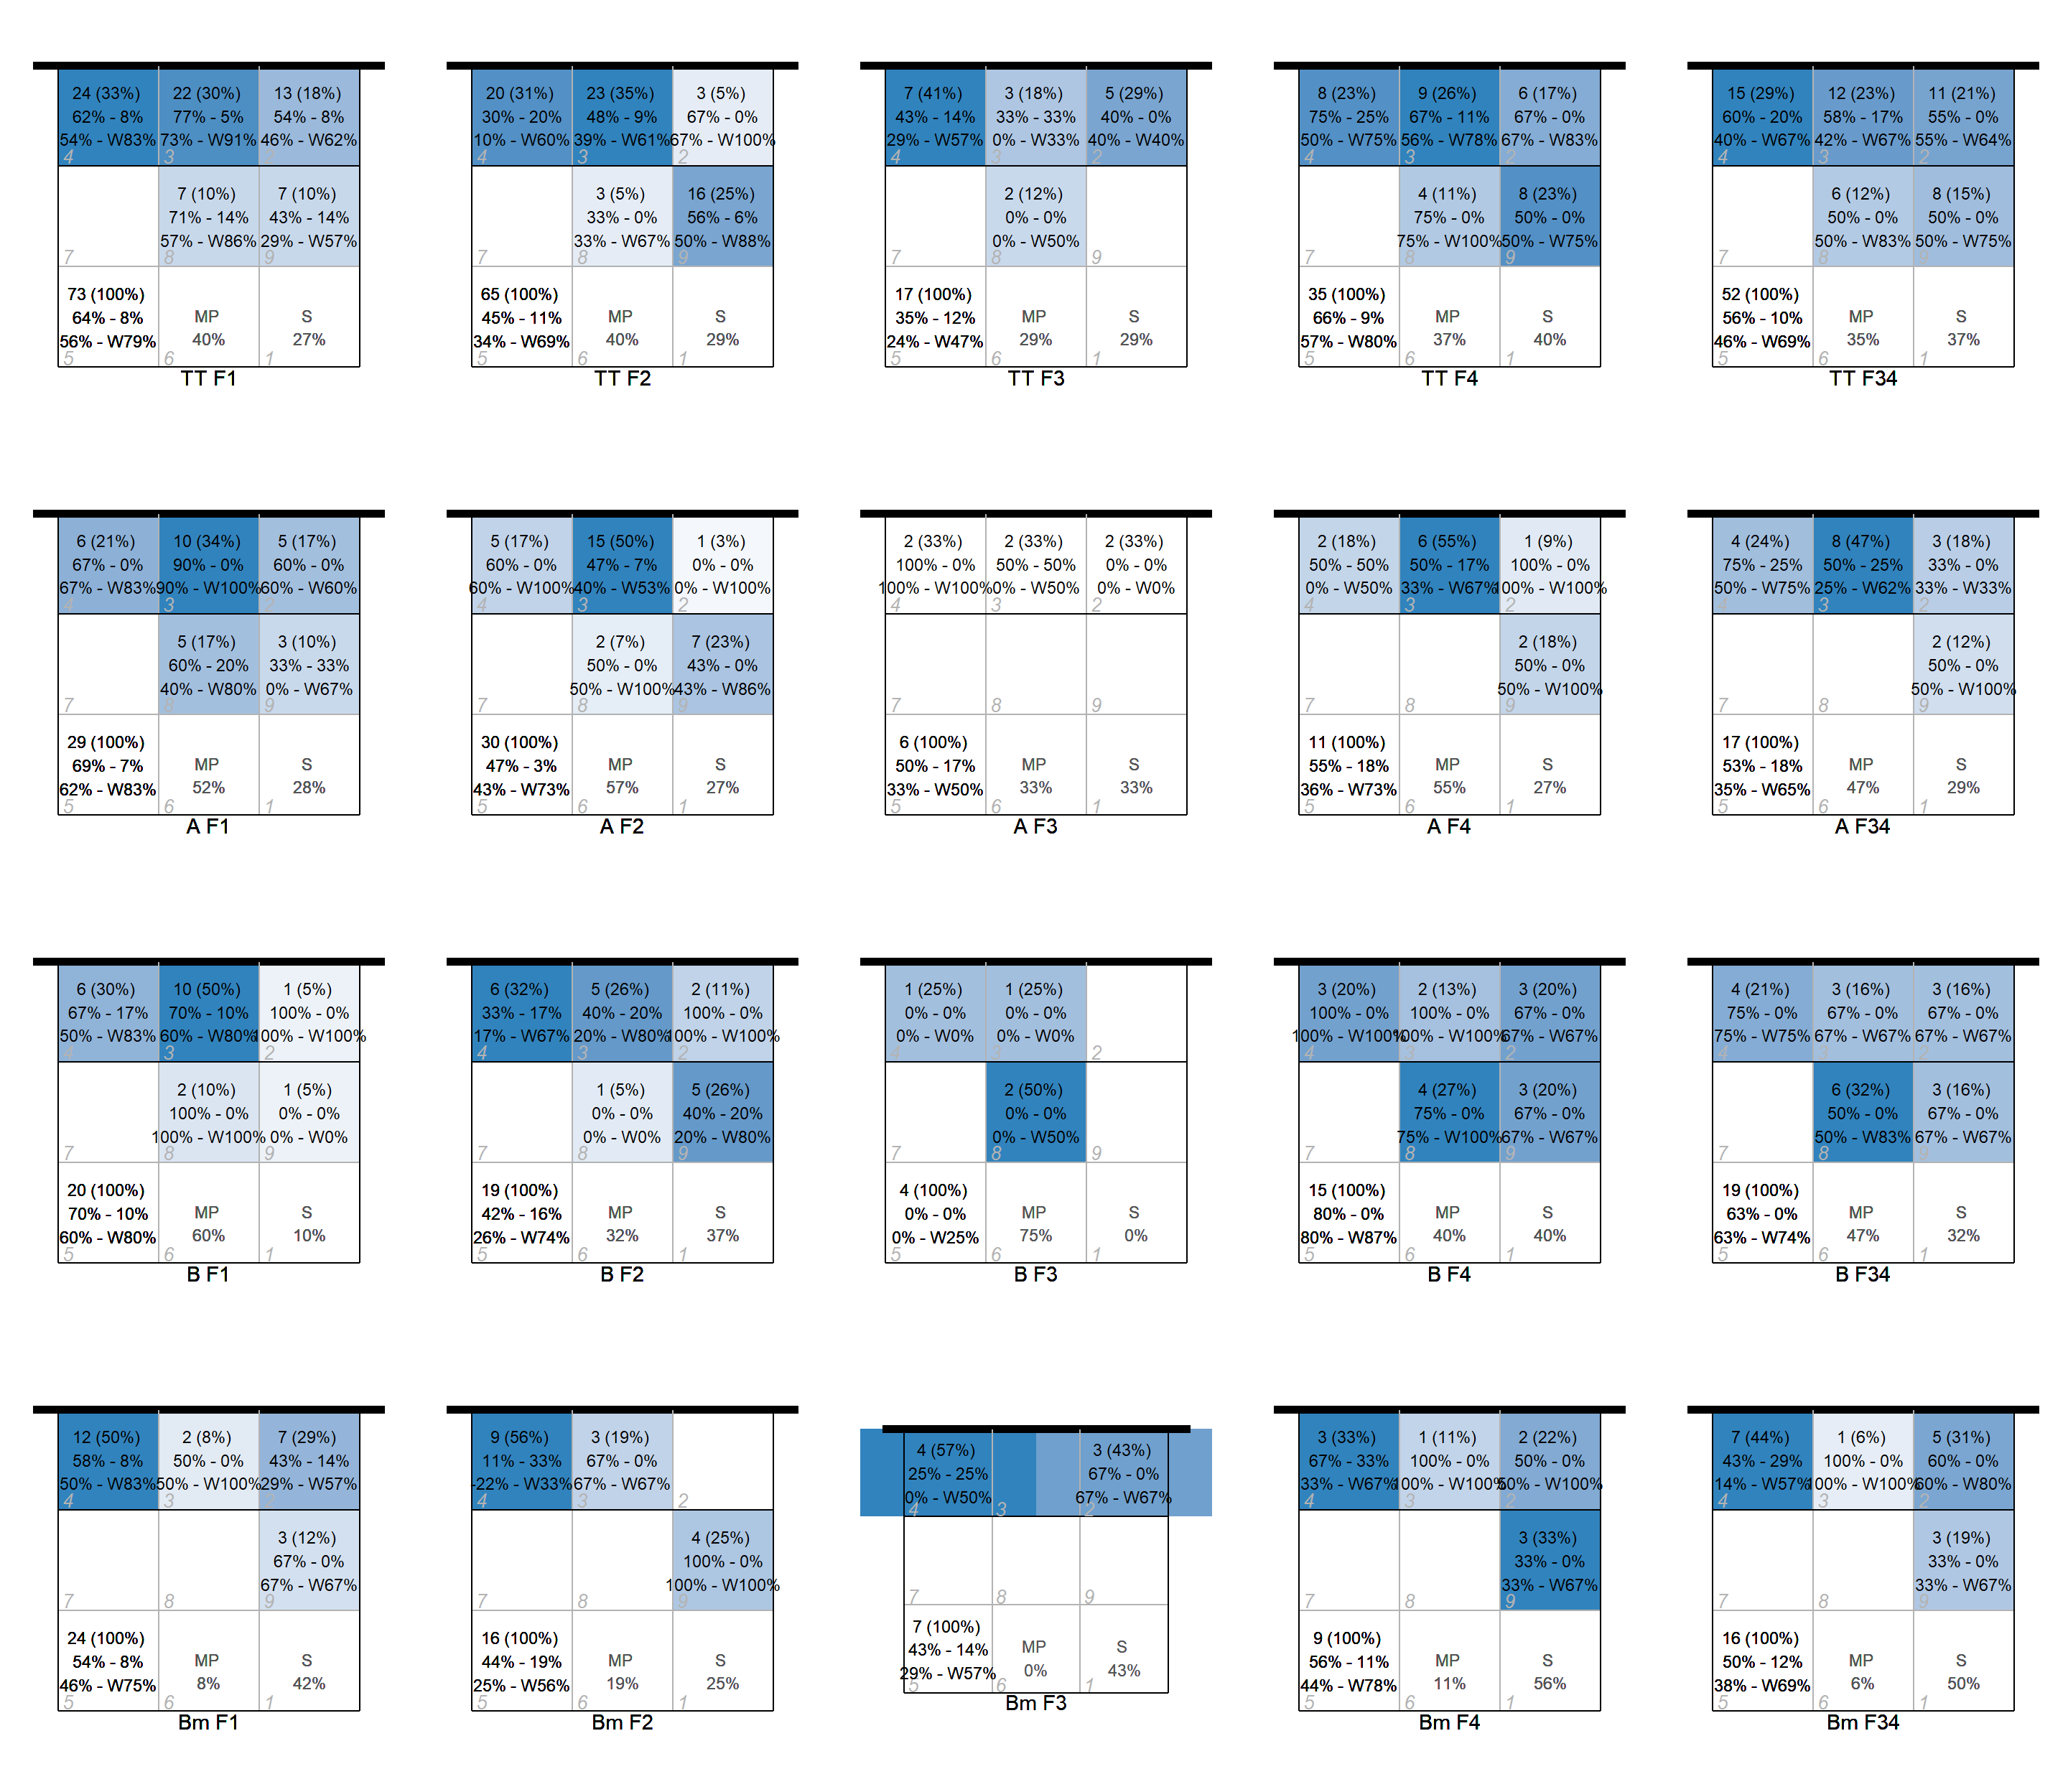 24 (33%) 22 (30%) 13 (18%)
62% - 8% 77% - 5% 54% - 8%
54% - W83% 73% - W91% 46% - W62%
4 3 2
7 (10%) 7 (10%)
71% - 14% 43% - 14%
57% - W86% 29% - W57%
7 8 9
73 (100%)
64% - 8% MP S
56% - W79% 40% 27%
5 6 1
TT F1
20 (31%) 23 (35%) 3 (5%)
30% - 20% 48% - 9% 67% - 0%
10% - W60% 39% - W61% 67% - W100%
4 3 2
3 (5%) 16 (25%)
33% - 0% 56% - 6%
33% - W67% 50% - W88%
7 8 9
65 (100%)
45% - 11% MP S
34% - W69% 40% 29%
5 6 1
TT F2
7 (41%) 3 (18%) 5 (29%)
43% - 14% 33% - 33% 40% - 0%
29% - W57% 0% - W33% 40% - W40%
4 3 2
2 (12%)
0% - 0%
0% - W50%
7 8 9
17 (100%)
35% - 12% MP S
24% - W47% 29% 29%
5 6 1
TT F3
8 (23%) 9 (26%) 6 (17%)
75% - 25% 67% - 11% 67% - 0%
50% - W75% 56% - W78% 67% - W83%
4 3 2
4 (11%) 8 (23%)
75% - 0% 50% - 0%
75% - W100% 50% - W75%
7 8 9
35 (100%)
66% - 9% MP S
57% - W80% 37% 40%
5 6 1
TT F4
15 (29%) 12 (23%) 11 (21%)
60% - 20% 58% - 17% 55% - 0%
40% - W67% 42% - W67% 55% - W64%
4 3 2
6 (12%) 8 (15%)
50% - 0% 50% - 0%
50% - W83% 50% - W75%
7 8 9
52 (100%)
56% - 10% MP S
46% - W69% 35% 37%
5 6 1
TT F34
6 (21%) 10 (34%) 5 (17%)
67% - 0% 90% - 0% 60% - 0%
67% - W83% 90% - W100% 60% - W60%
4 3 2
5 (17%) 3 (10%)
60% - 20% 33% - 33%
40% - W80% 0% - W67%
7 8 9
29 (100%)
69% - 7% MP S
62% - W83% 52% 28%
5 6 1
A F1
5 (17%) 15 (50%) 1 (3%)
60% - 0% 47% - 7% 0% - 0%
60% - W100% 40% - W53% 0% - W100%
4 3 2
2 (7%) 7 (23%)
50% - 0% 43% - 0%
50% - W100% 43% - W86%
7 8 9
30 (100%)
47% - 3% MP S
43% - W73% 57% 27%
5 6 1
A F2
2 (33%) 2 (33%) 2 (33%)
100% - 0% 50% - 50% 0% - 0%
100% - W100% 0% - W50% 0% - W0%
4 3 2
7 8 9
6 (100%)
50% - 17% MP S
33% - W50% 33% 33%
5 6 1
A F3
2 (18%) 6 (55%) 1 (9%)
50% - 50% 50% - 17% 100% - 0%
0% - W50% 33% - W67% 100% - W100%
4 3 2
2 (18%)
50% - 0%
50% - W100%
7 8 9
11 (100%)
55% - 18% MP S
36% - W73% 55% 27%
5 6 1
A F4
4 (24%) 8 (47%) 3 (18%)
75% - 25% 50% - 25% 33% - 0%
50% - W75% 25% - W62% 33% - W33%
4 3 2
2 (12%)
50% - 0%
50% - W100%
7 8 9
17 (100%)
53% - 18% MP S
35% - W65% 47% 29%
5 6 1
A F34
6 (30%) 10 (50%) 1 (5%)
67% - 17% 70% - 10% 100% - 0%
50% - W83% 60% - W80% 100% - W100%
4 3 2
2 (10%) 1 (5%)
100% - 0% 0% - 0%
100% - W100% 0% - W0%
7 8 9
20 (100%)
70% - 10% MP S
60% - W80% 60% 10%
5 6 1
B F1
6 (32%) 5 (26%) 2 (11%)
33% - 17% 40% - 20% 100% - 0%
17% - W67% 20% - W80% 100% - W100%
4 3 2
1 (5%) 5 (26%)
0% - 0% 40% - 20%
0% - W0% 20% - W80%
7 8 9
19 (100%)
42% - 16% MP S
26% - W74% 32% 37%
5 6 1
B F2
1 (25%) 1 (25%)
0% - 0% 0% - 0%
0% - W0% 0% - W0%
4 3 2
2 (50%)
0% - 0%
0% - W50%
7 8 9
4 (100%)
0% - 0% MP S
0% - W25% 75% 0%
5 6 1
B F3
3 (20%) 2 (13%) 3 (20%)
100% - 0% 100% - 0% 67% - 0%
100% - W100% 100% - W100% 67% - W67%
4 3 2
4 (27%) 3 (20%)
75% - 0% 67% - 0%
75% - W100% 67% - W67%
7 8 9
15 (100%)
80% - 0% MP S
80% - W87% 40% 40%
5 6 1
B F4
4 (21%) 3 (16%) 3 (16%)
75% - 0% 67% - 0% 67% - 0%
75% - W75% 67% - W67% 67% - W67%
4 3 2
6 (32%) 3 (16%)
50% - 0% 67% - 0%
50% - W83% 67% - W67%
7 8 9
19 (100%)
63% - 0% MP S
63% - W74% 47% 32%
5 6 1
B F34
12 (50%) 2 (8%) 7 (29%)
58% - 8% 50% - 0% 43% - 14%
50% - W83% 50% - W100% 29% - W57%
4 3 2
3 (12%)
67% - 0%
67% - W67%
7 8 9
24 (100%)
54% - 8% MP S
46% - W75% 8% 42%
5 6 1
Bm F1
9 (56%) 3 (19%)
11% - 33% 67% - 0%
-22% - W33% 67% - W67%
4 3 2
4 (25%)
100% - 0%
100% - W100%
7 8 9
16 (100%)
44% - 19% MP S
25% - W56% 19% 25%
5 6 1
Bm F2
4 (57%) 3 (43%)
25% - 25% 67% - 0%
0% - W50% 67% - W67%
4 3 2
7 8 9
7 (100%)
43% - 14% MP S
29% - W57% 0% 43%
5 6 1
Bm F3
3 (33%) 1 (11%) 2 (22%)
67% - 33% 100% - 0% 50% - 0%
33% - W67% 100% - W100% 50% - W100%
4 3 2
3 (33%)
33% - 0%
33% - W67%
7 8 9
9 (100%)
56% - 11% MP S
44% - W78% 11% 56%
5 6 1
Bm F4
7 (44%) 1 (6%) 5 (31%)
43% - 29% 100% - 0% 60% - 0%
14% - W57% 100% - W100% 60% - W80%
4 3 2
3 (19%)
33% - 0%
33% - W67%
7 8 9
16 (100%)
50% - 12% MP S
38% - W69% 6% 50%
5 6 1
Bm F34